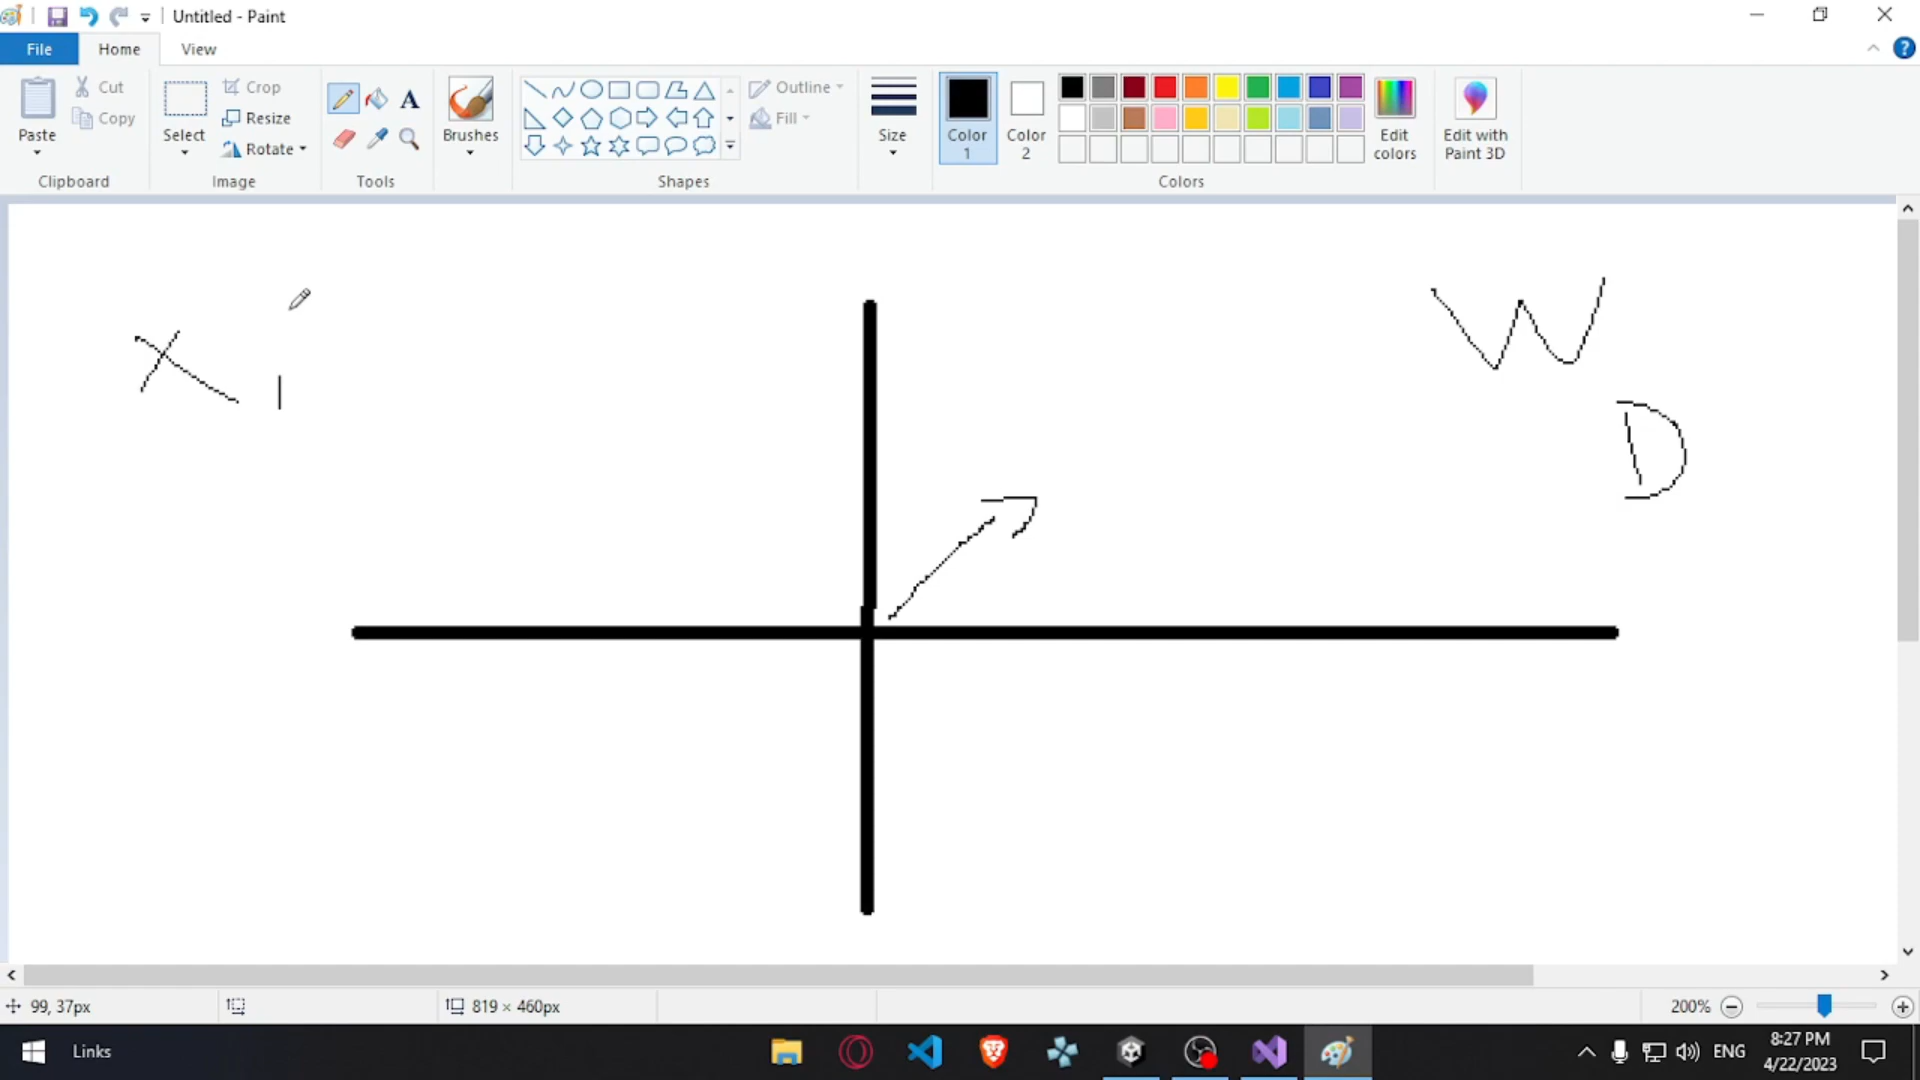 Untitled - Paint
File Home View
Paste Cut Copy Select Crop Resize Rotate A Brushes Outline Fill Size Color 1 Color 2 Edit colors Edit with Paint 3D ?
Clipboard Image Tools Shapes Colors
X 1
W
D
99, 37px 819 × 460px 200%
Links ENG 8:27 PM
4/22/2023